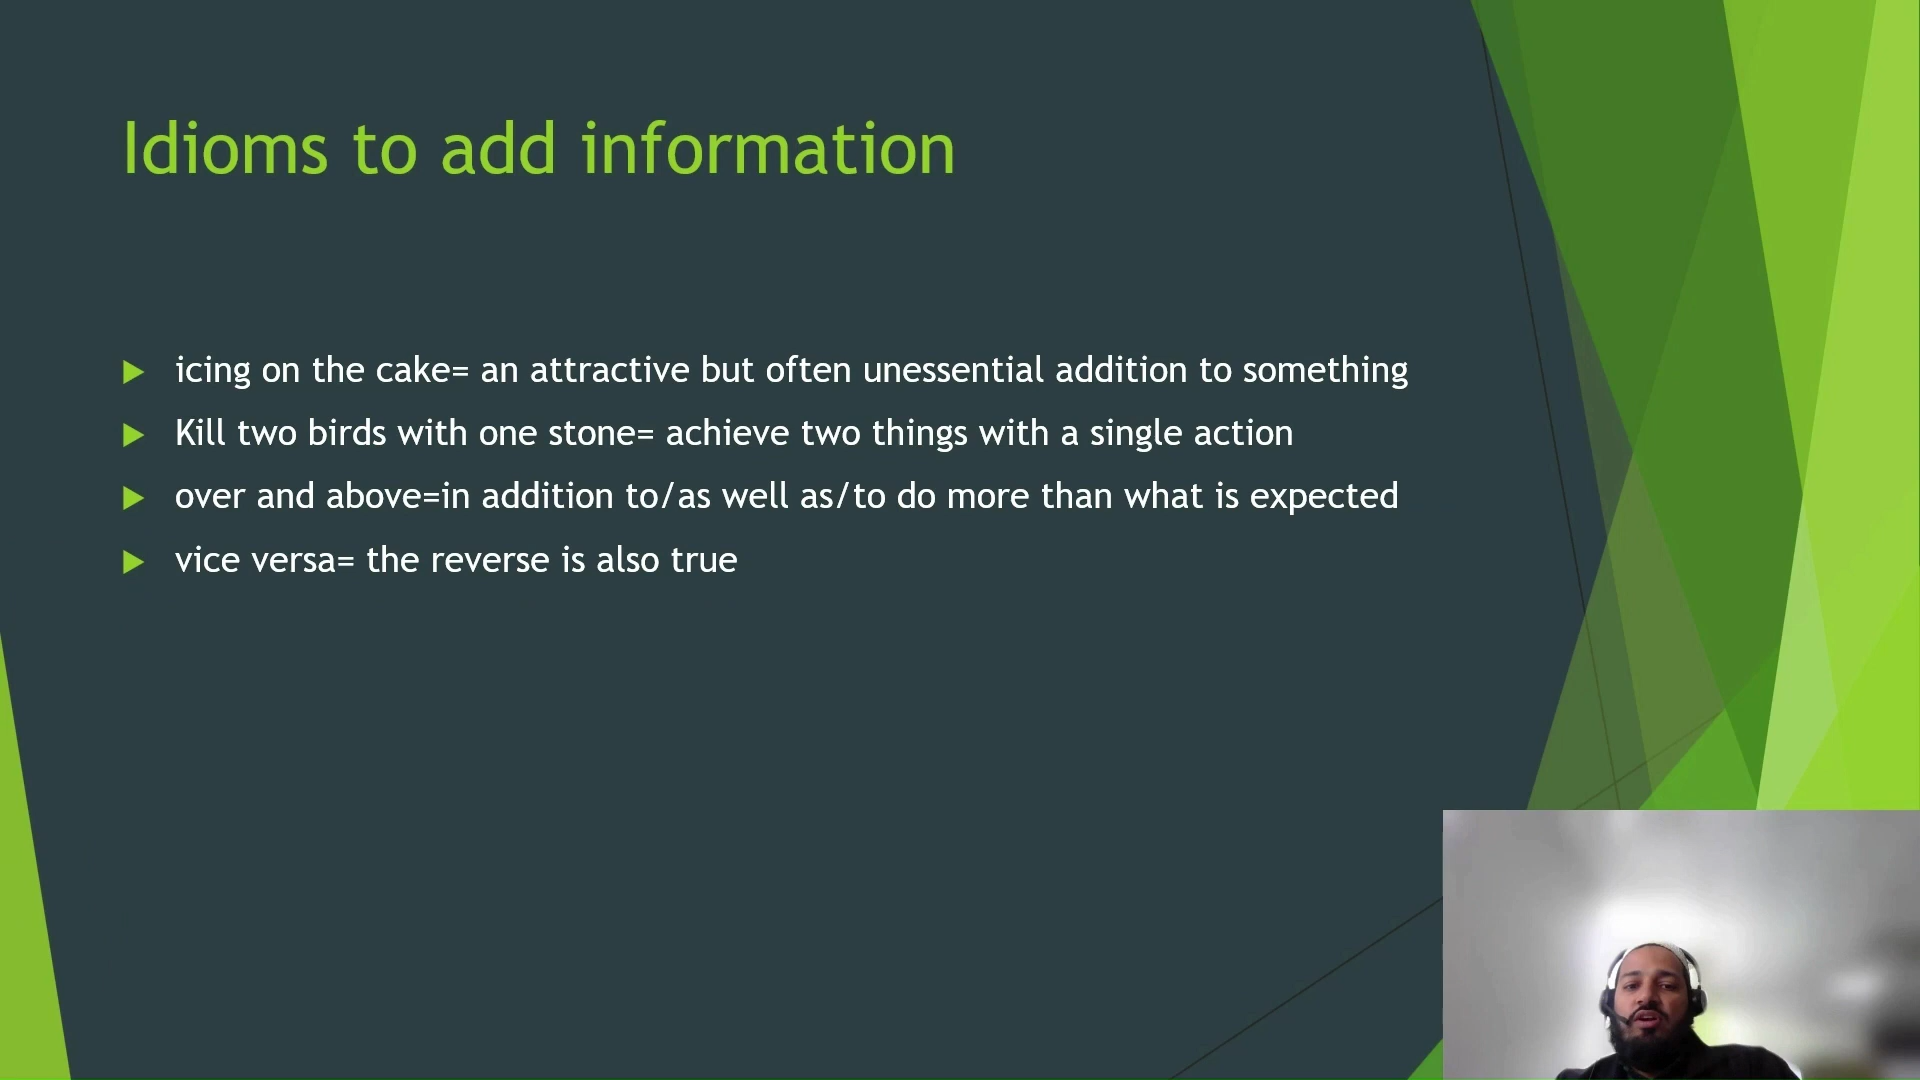 Idioms to add information
icing on the cake= an attractive but often unessential addition to something
Kill two birds with one stone= achieve two things with a single action
over and above=in addition to/as well as/to do more than what is expected
vice versa= the reverse is also true